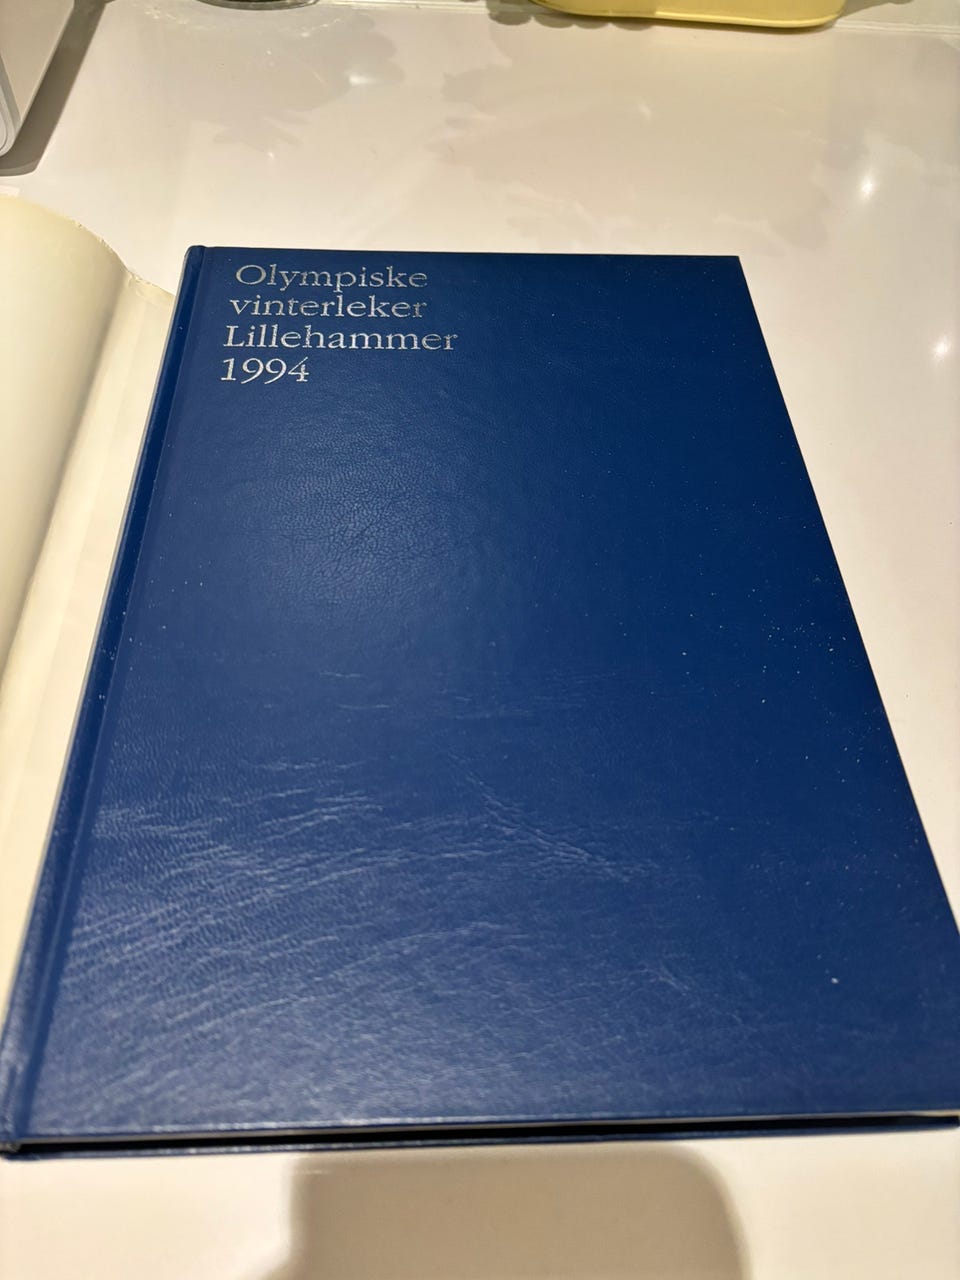 Olympiske
vinterleker
Lillehammer
1994